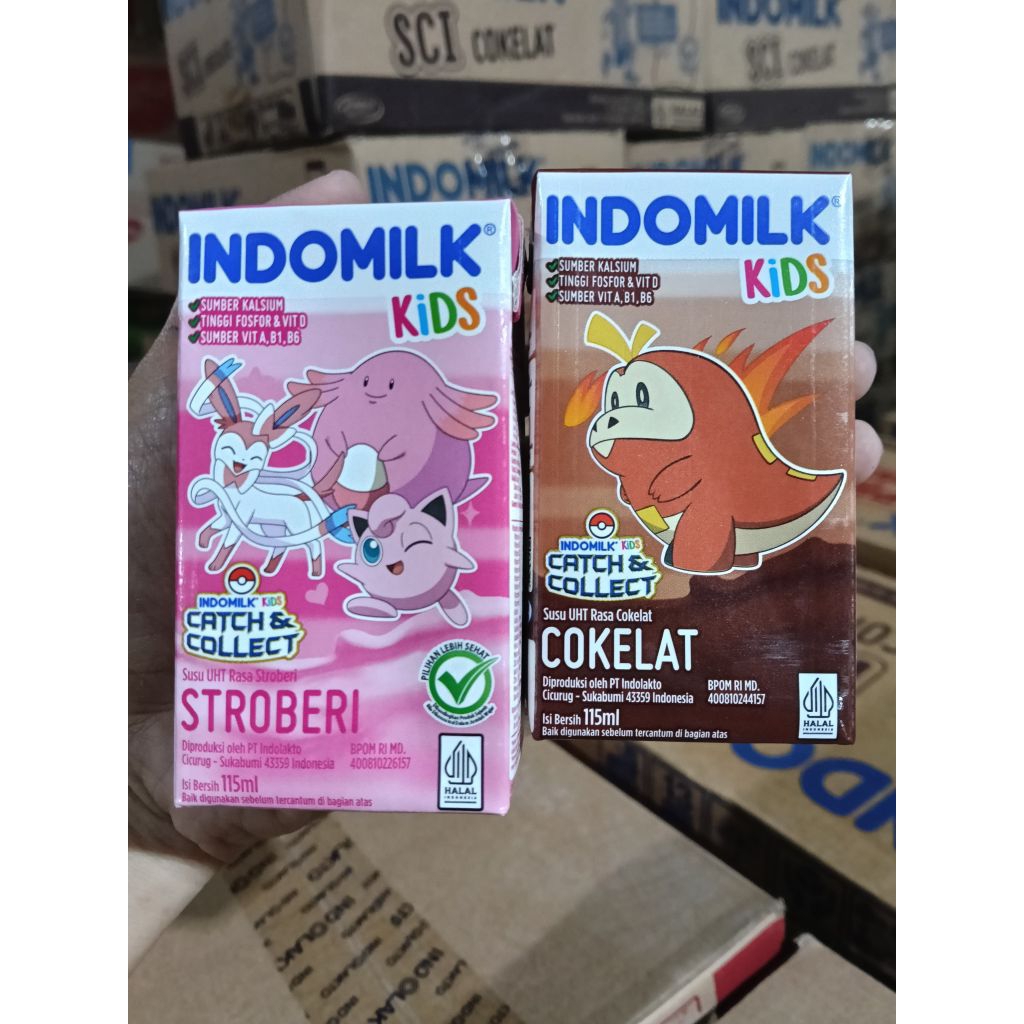 SCI COKELAT
SCI COKELAT
INDOMILK
INDOMILK®
KiDS
SUMBER KALSIUM
TINGGI FOSFOR & VIT D
SUMBER VIT A, B1, B6
INDOMILK KiDS
CATCH &
COLLECT
PILIHAN LEBIH SEHAT
Susu UHT Rasa Stroberi
STROBERI
Diproduksi oleh PT Indolakto
Cicurug - Sukabumi 43359 Indonesia
BPOM RI MD.
400810226157
Isi Bersih 115ml
Baik digunakan sebelum tercantum di bagian atas
HALAL
INDONESIA
INDOMILK®
KiDS
SUMBER KALSIUM
TINGGI FOSFOR & VIT D
SUMBER VIT A, B1, B6
INDOMILK KiDS
CATCH &
COLLECT
Susu UHT Rasa Cokelat
COKELAT
Diproduksi oleh PT Indolakto
Cicurug - Sukabumi 43359 Indonesia
BPOM RI MD.
400810244157
Isi Bersih 115ml
Baik digunakan sebelum tercantum di bagian atas
HALAL
INDONESIA